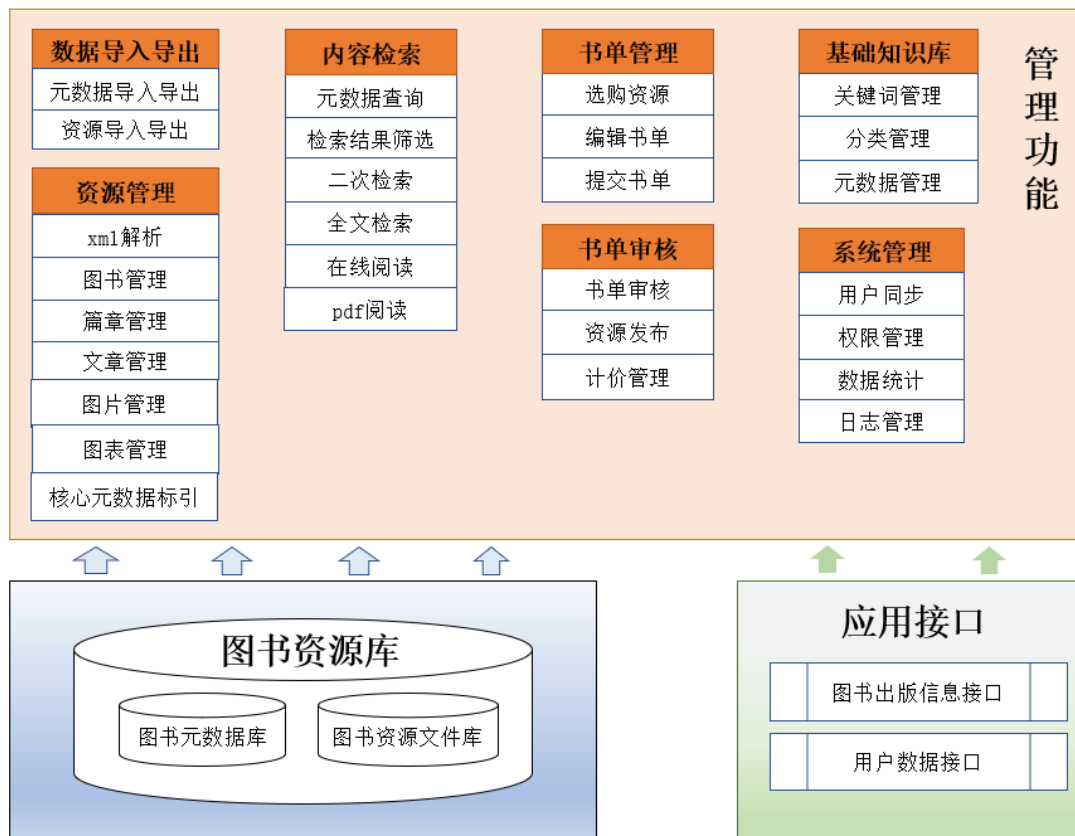 管理功能
数据导入导出
元数据导入导出
资源导入导出
资源管理
xml解析
图书管理
篇章管理
文章管理
图片管理
图表管理
核心元数据标引
内容检索
元数据查询
检索结果筛选
二次检索
全文检索
在线阅读
pdf阅读
书单管理
选购资源
编辑书单
提交书单
书单审核
书单审核
资源发布
计价管理
基础知识库
关键词管理
分类管理
元数据管理
系统管理
用户同步
权限管理
数据统计
日志管理
图书资源库
图书元数据库
图书资源文件库
应用接口
图书出版信息接口
用户数据接口